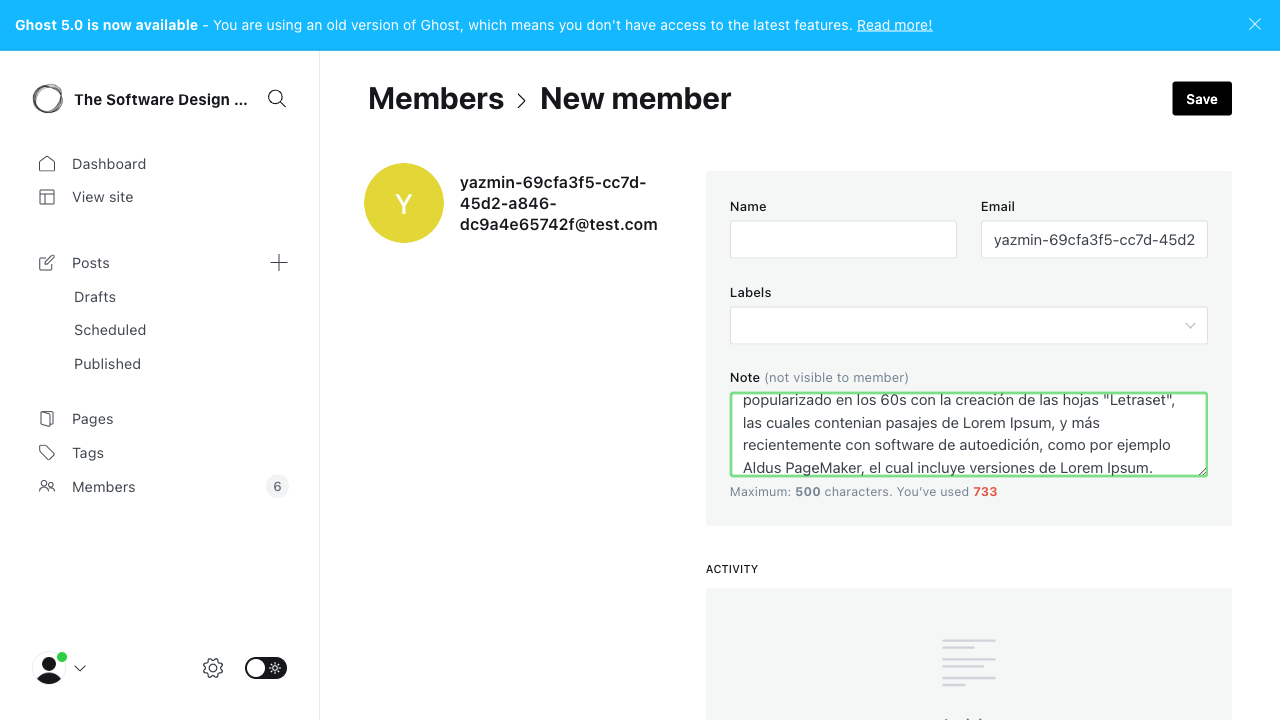 Ghost 5.0 is now available - You are using an old version of Ghost, which means you don't have access to the latest features. Read more!
The Software Design ...
Dashboard
View site
Posts
Drafts
Scheduled
Published
Pages
Tags
Members 6
Members > New member
Save
Y
yazmin-69cfa3f5-cc7d-
45d2-a846-
dc9a4e65742f@test.com
Name
Email
yazmin-69cfa3f5-cc7d-45d2
Labels
Note (not visible to member)
popularizado en los 60s con la creación de las hojas "Letraset",
las cuales contenian pasajes de Lorem Ipsum, y más
recientemente con software de autoedición, como por ejemplo
Aldus PageMaker, el cual incluye versiones de Lorem Ipsum.
Maximum: 500 characters. You've used 733
ACTIVITY